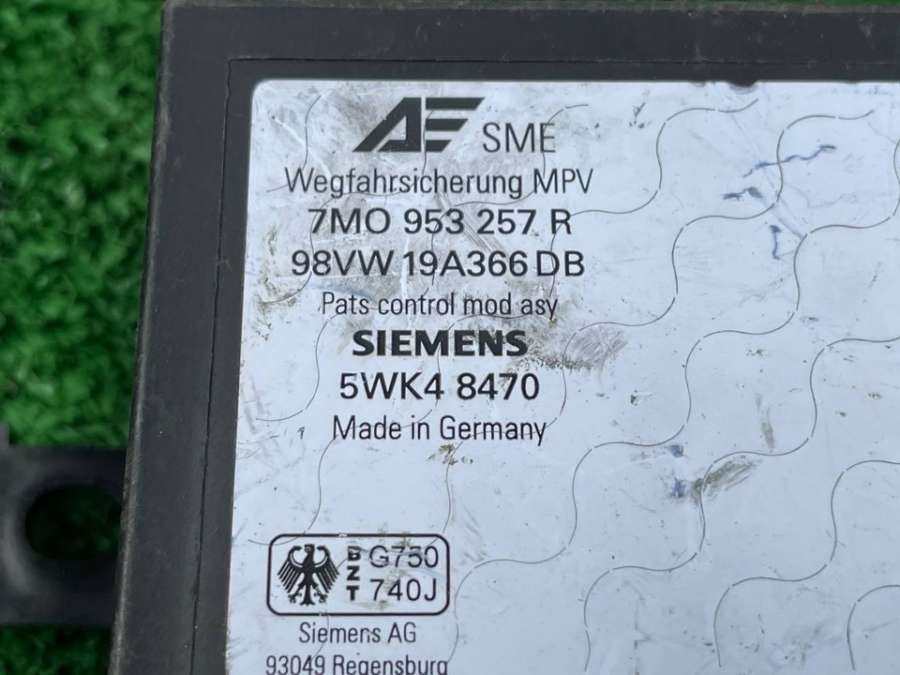 AE SME
Wegfahrsicherung MPV
7MO 953 257 R
98VW 19A366 DB
Pats control mod asy
SIEMENS
5WK4 8470
Made in Germany
BZT G750 740J
Siemens AG
93049 Regensburg